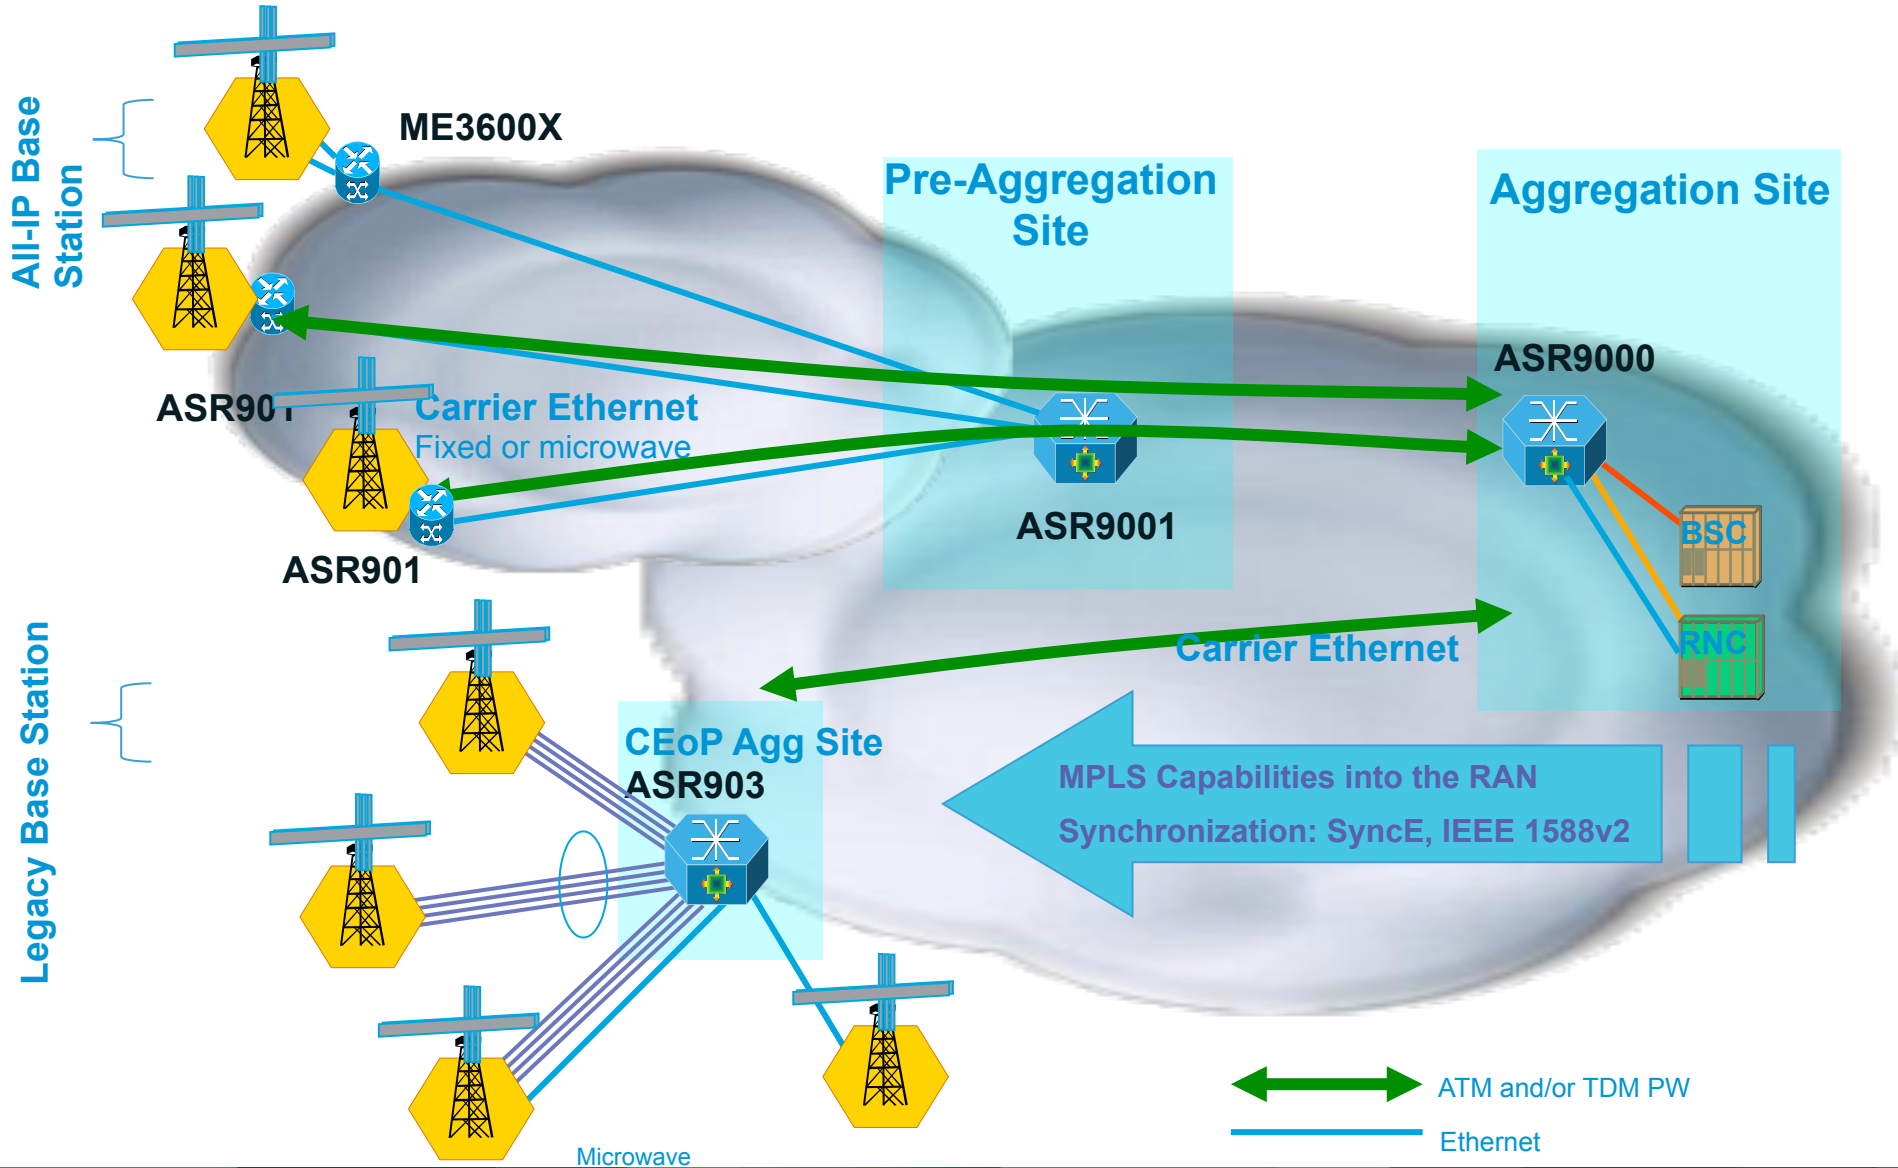 All-IP Base
Station
ME3600X
Pre-Aggregation
Site
Aggregation Site
ASR9000
ASR901
Carrier Ethernet
Fixed or microwave
ASR9001
ASR901
BSC
RNC
Carrier Ethernet
Legacy Base Station
CEoP Agg Site
ASR903
MPLS Capabilities into the RAN
Synchronization: SyncE, IEEE 1588v2
ATM and/or TDM PW
Ethernet
Microwave